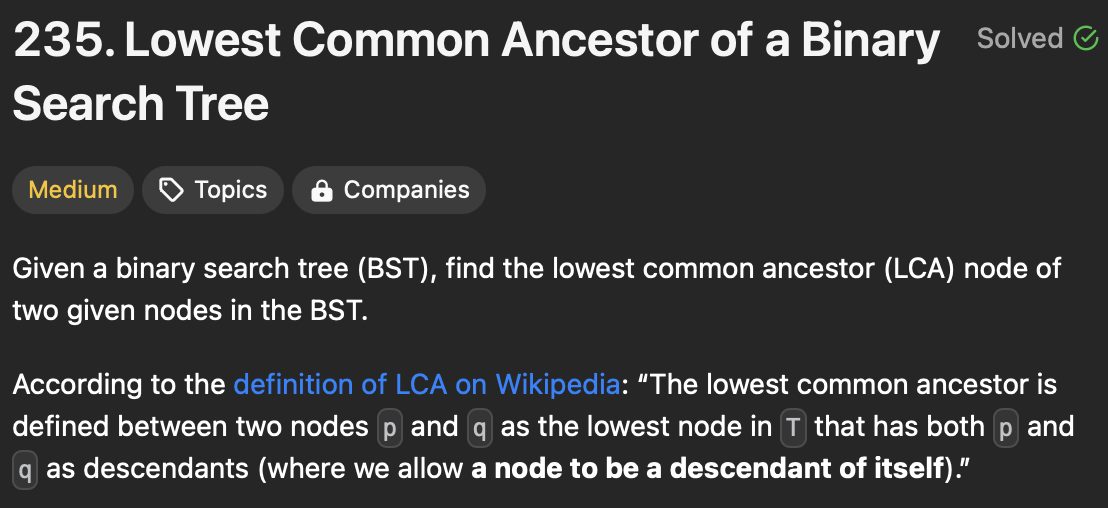 235. Lowest Common Ancestor of a Binary Solved
Search Tree
Medium Topics Companies
Given a binary search tree (BST), find the lowest common ancestor (LCA) node of
two given nodes in the BST.
According to the definition of LCA on Wikipedia: “The lowest common ancestor is
defined between two nodes p and q as the lowest node in T that has both p and
q as descendants (where we allow a node to be a descendant of itself).”